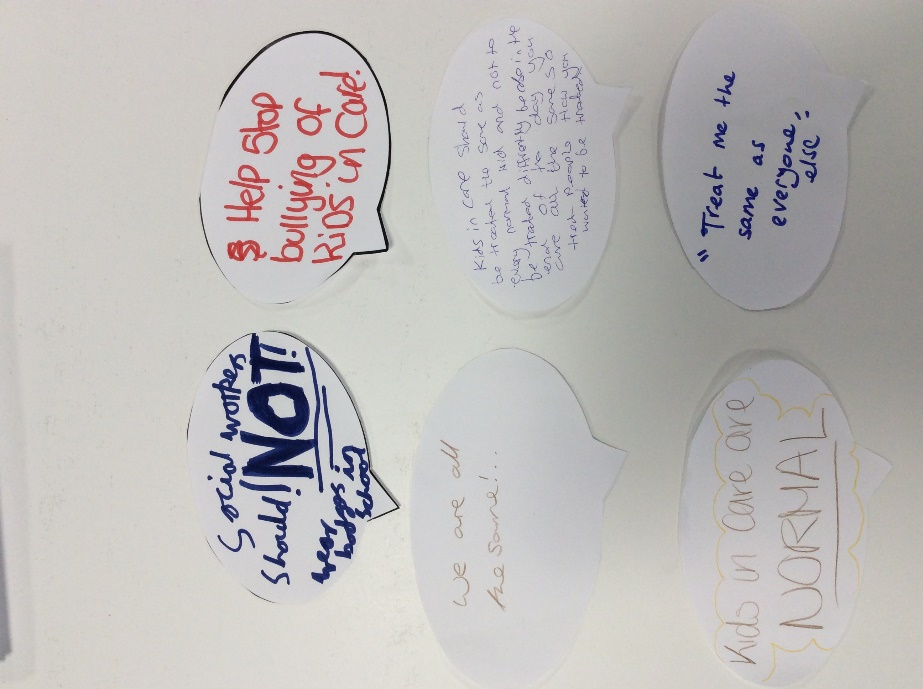 Social workers
should!
NOT!
wear
badges in
school
Help Stop
bullying of
Kids in Care!
We are all
the same!..
Kids in care should
be treated the same as
every normal kid and not to
be treated differently because in the
end of the day you
are all the same so
treat people how you
wanted to be treated.
Kids in care are
NORMAL
"Treat me the
same as
everyone,
else"